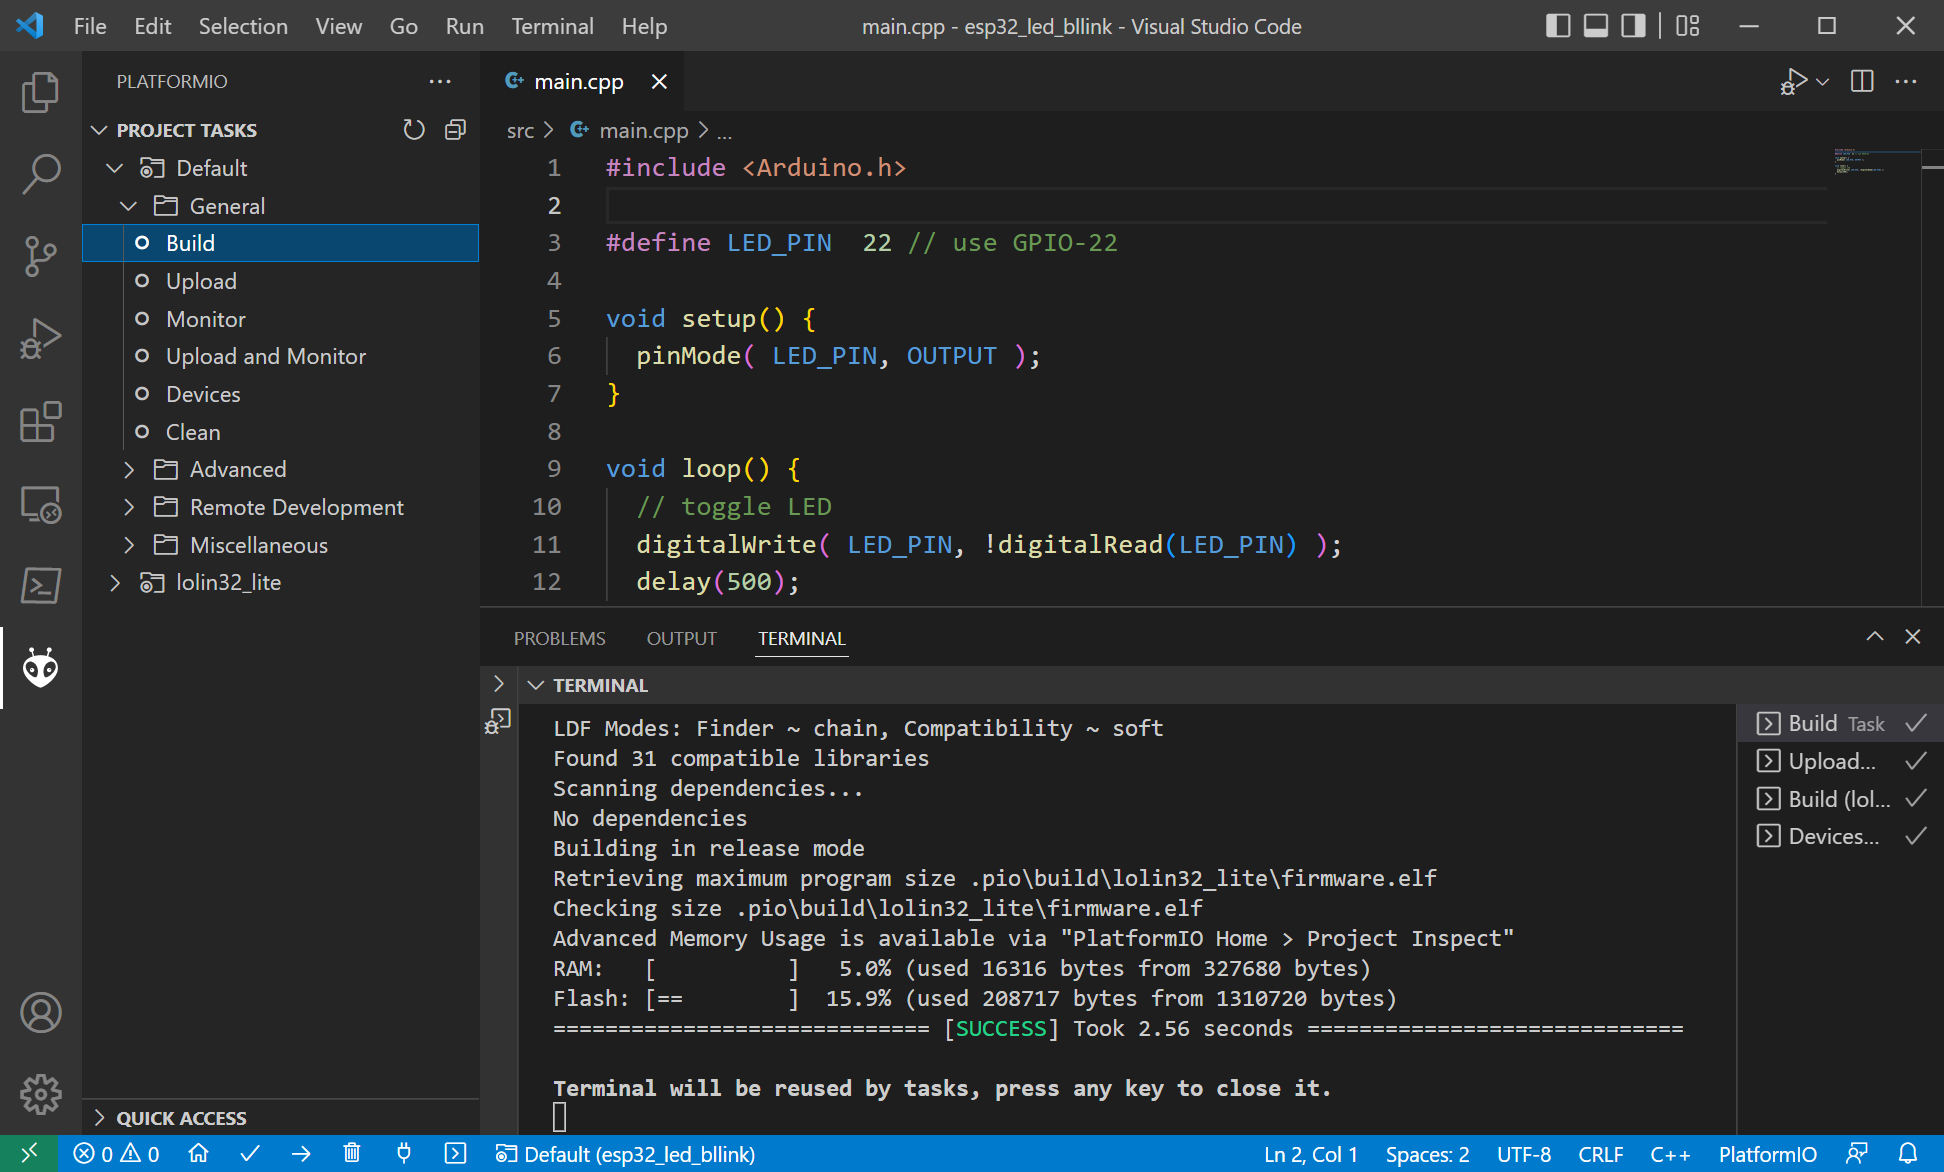 File Edit Selection View Go Run Terminal Help
main.cpp - esp32_led_bllink - Visual Studio Code
PLATFORMIO
PROJECT TASKS
Default
General
Build
Upload
Monitor
Upload and Monitor
Devices
Clean
Advanced
Remote Development
Miscellaneous
lolin32_lite
QUICK ACCESS
main.cpp
src > main.cpp > ...
1 #include <Arduino.h>
2
3 #define LED_PIN  22 // use GPIO-22
4
5 void setup() {
6   pinMode( LED_PIN, OUTPUT );
7 }
8
9 void loop() {
10   // toggle LED
11   digitalWrite( LED_PIN, !digitalRead(LED_PIN) );
12   delay(500);
PROBLEMS OUTPUT TERMINAL
TERMINAL
LDF Modes: Finder ~ chain, Compatibility ~ soft
Found 31 compatible libraries
Scanning dependencies...
No dependencies
Building in release mode
Retrieving maximum program size .pio\build\lolin32_lite\firmware.elf
Checking size .pio\build\lolin32_lite\firmware.elf
Advanced Memory Usage is available via "PlatformIO Home > Project Inspect"
RAM:   [          ]   5.0% (used 16316 bytes from 327680 bytes)
Flash: [==        ]  15.9% (used 208717 bytes from 1310720 bytes)
============================= [SUCCESS] Took 2.56 seconds =============================
Terminal will be reused by tasks, press any key to close it.
Build Task
Upload...
Build (lol...
Devices...
0 0 Default (esp32_led_bllink) Ln 2, Col 1 Spaces: 2 UTF-8 CRLF C++ PlatformIO